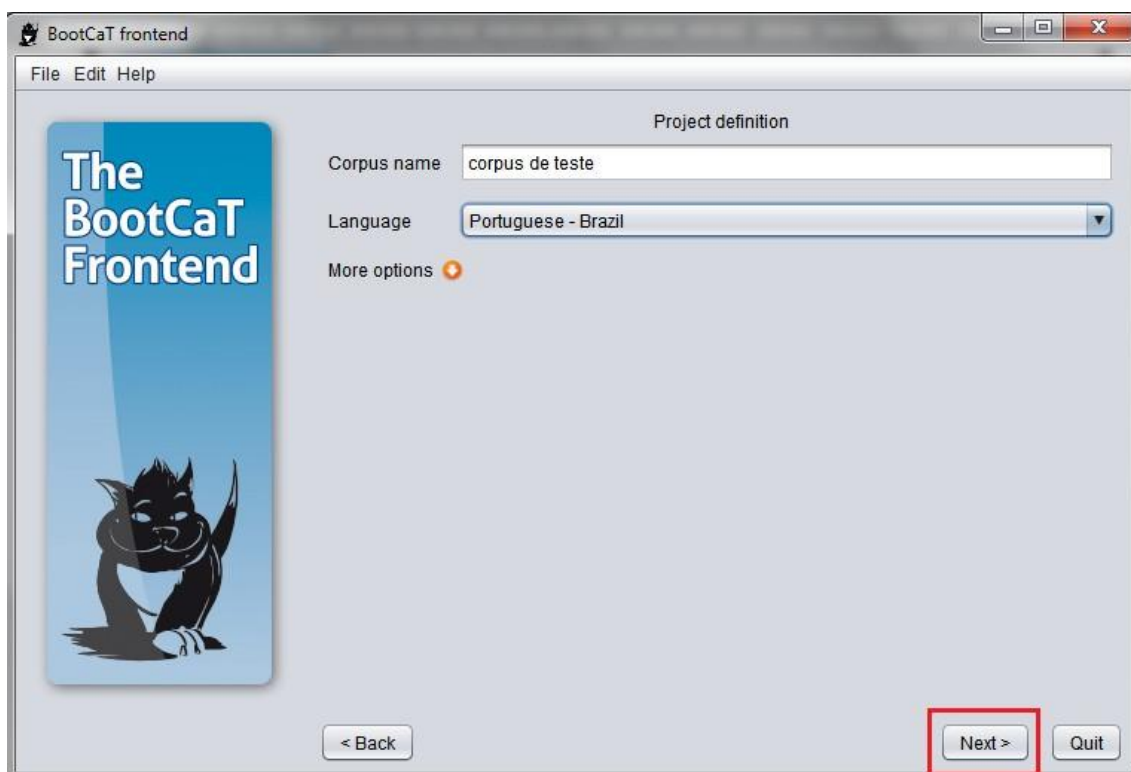 BootCaT frontend
File Edit Help
The
BootCaT
Frontend
Project definition
Corpus name corpus de teste
Language Portuguese - Brazil
More options
< Back Next > Quit